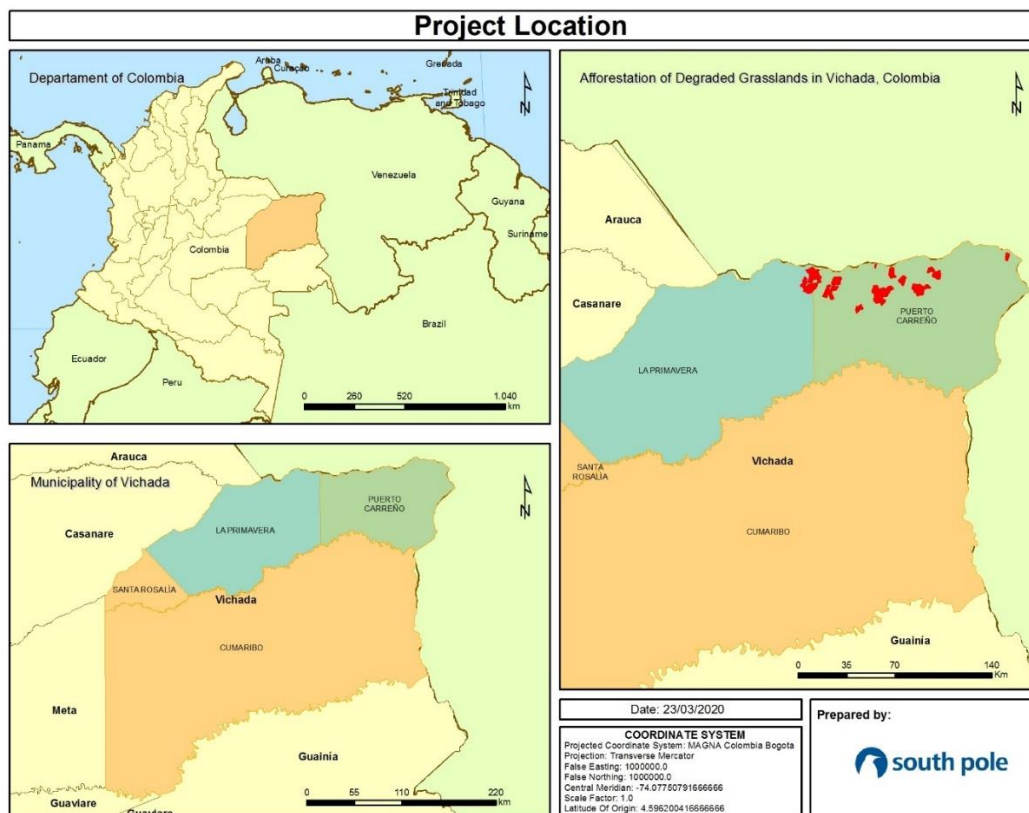 Project Location
Departament of Colombia
Aruba
Curaçao
Grenada
Trinidad
and Tobago
N
Panama
Venezuela
Guyana
Suriname
Colombia
Brazil
Ecuador
Peru
0 260 520 1.040
km
Municipality of Vichada
N
Arauca
Casanare
PUERTO
CARREÑO
LA PRIMAVERA
SANTA ROSALÍA
Vichada
CUMARIBO
Meta
Guainía
Guaviare
Guaviare
0 55 110 220
km
Afforestation of Degraded Grasslands in Vichada, Colombia
N
Arauca
Casanare
PUERTO
CARREÑO
LA PRIMAVERA
SANTA
ROSALÍA
Vichada
CUMARIBO
Guainía
0 35 70 140
Km
Date: 23/03/2020
COORDINATE SYSTEM
Projected Coordinate System: MAGNA Colombia Bogota
Projection: Transverse Mercator
False Easting: 1000000.0
False Northing: 1000000.0
Central Meridian: -74.07750791666666
Scale Factor: 1.0
Latitude Of Origin: 4.596200416666666
Prepared by:
south pole